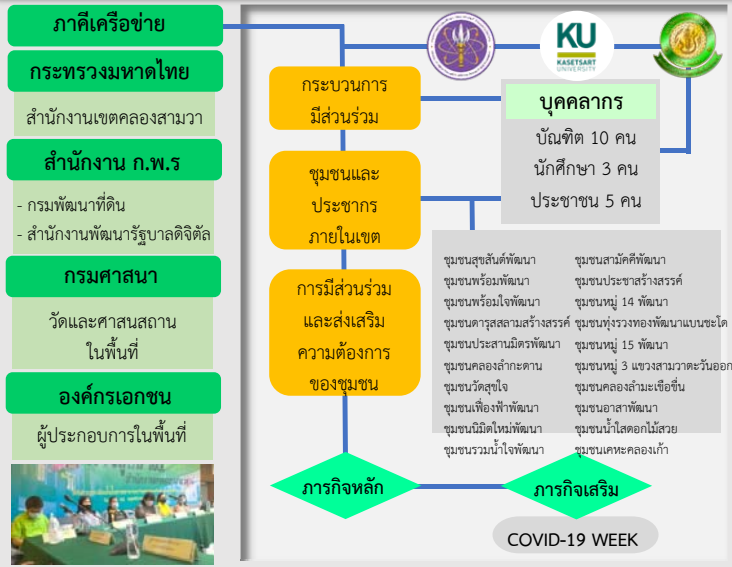 ภาคีเครือข่าย
กระทรวงมหาดไทย
สำนักงานเขตคลองสามวา
สำนักงาน ก.พ.ร
- กรมพัฒนาที่ดิน
- สำนักงานพัฒนารัฐบาลดิจิตัล
กรมศาสนา
วัดและศาสนสถาน
ในพื้นที่
องค์กรเอกชน
ผู้ประกอบการในพื้นที่
KU
KASETSART
UNIVERSITY
กระบวนการ
มีส่วนร่วม
ชุมชนและ
ประชากร
ภายในเขต
การมีส่วนร่วม
และส่งเสริม
ความต้องการ
ของชุมชน
บุคคลากร
บัณฑิต 10 คน
นักศึกษา 3 คน
ประชาชน 5 คน
ชุมชนสุขสันต์พัฒนา
ชุมชนพร้อมพัฒนา
ชุมชนพร้อมใจพัฒนา
ชุมชนดารุสสลามสร้างสรรค์
ชุมชนประสานมิตรพัฒนา
ชุมชนคลองลำกะดาน
ชุมชนวัดสุขใจ
ชุมชนเฟื่องฟ้าพัฒนา
ชุมชนนิมิตใหม่พัฒนา
ชุมชนรวมน้ำใจพัฒนา
ชุมชนสามัคคีพัฒนา
ชุมชนประชาสร้างสรรค์
ชุมชนหมู่ 14 พัฒนา
ชุมชนทุ่งรวงทองพัฒนาแบนชะโด
ชุมชนหมู่ 15 พัฒนา
ชุมชนหมู่ 3 แขวงสามวาตะวันออก
ชุมชนคลองลำมะเขือขื่น
ชุมชนอาสาพัฒนา
ชุมชนน้ำใสดอกไม้สวย
ชุมชนเคหะคลองเก้า
ภารกิจหลัก
ภารกิจเสริม
COVID-19 WEEK